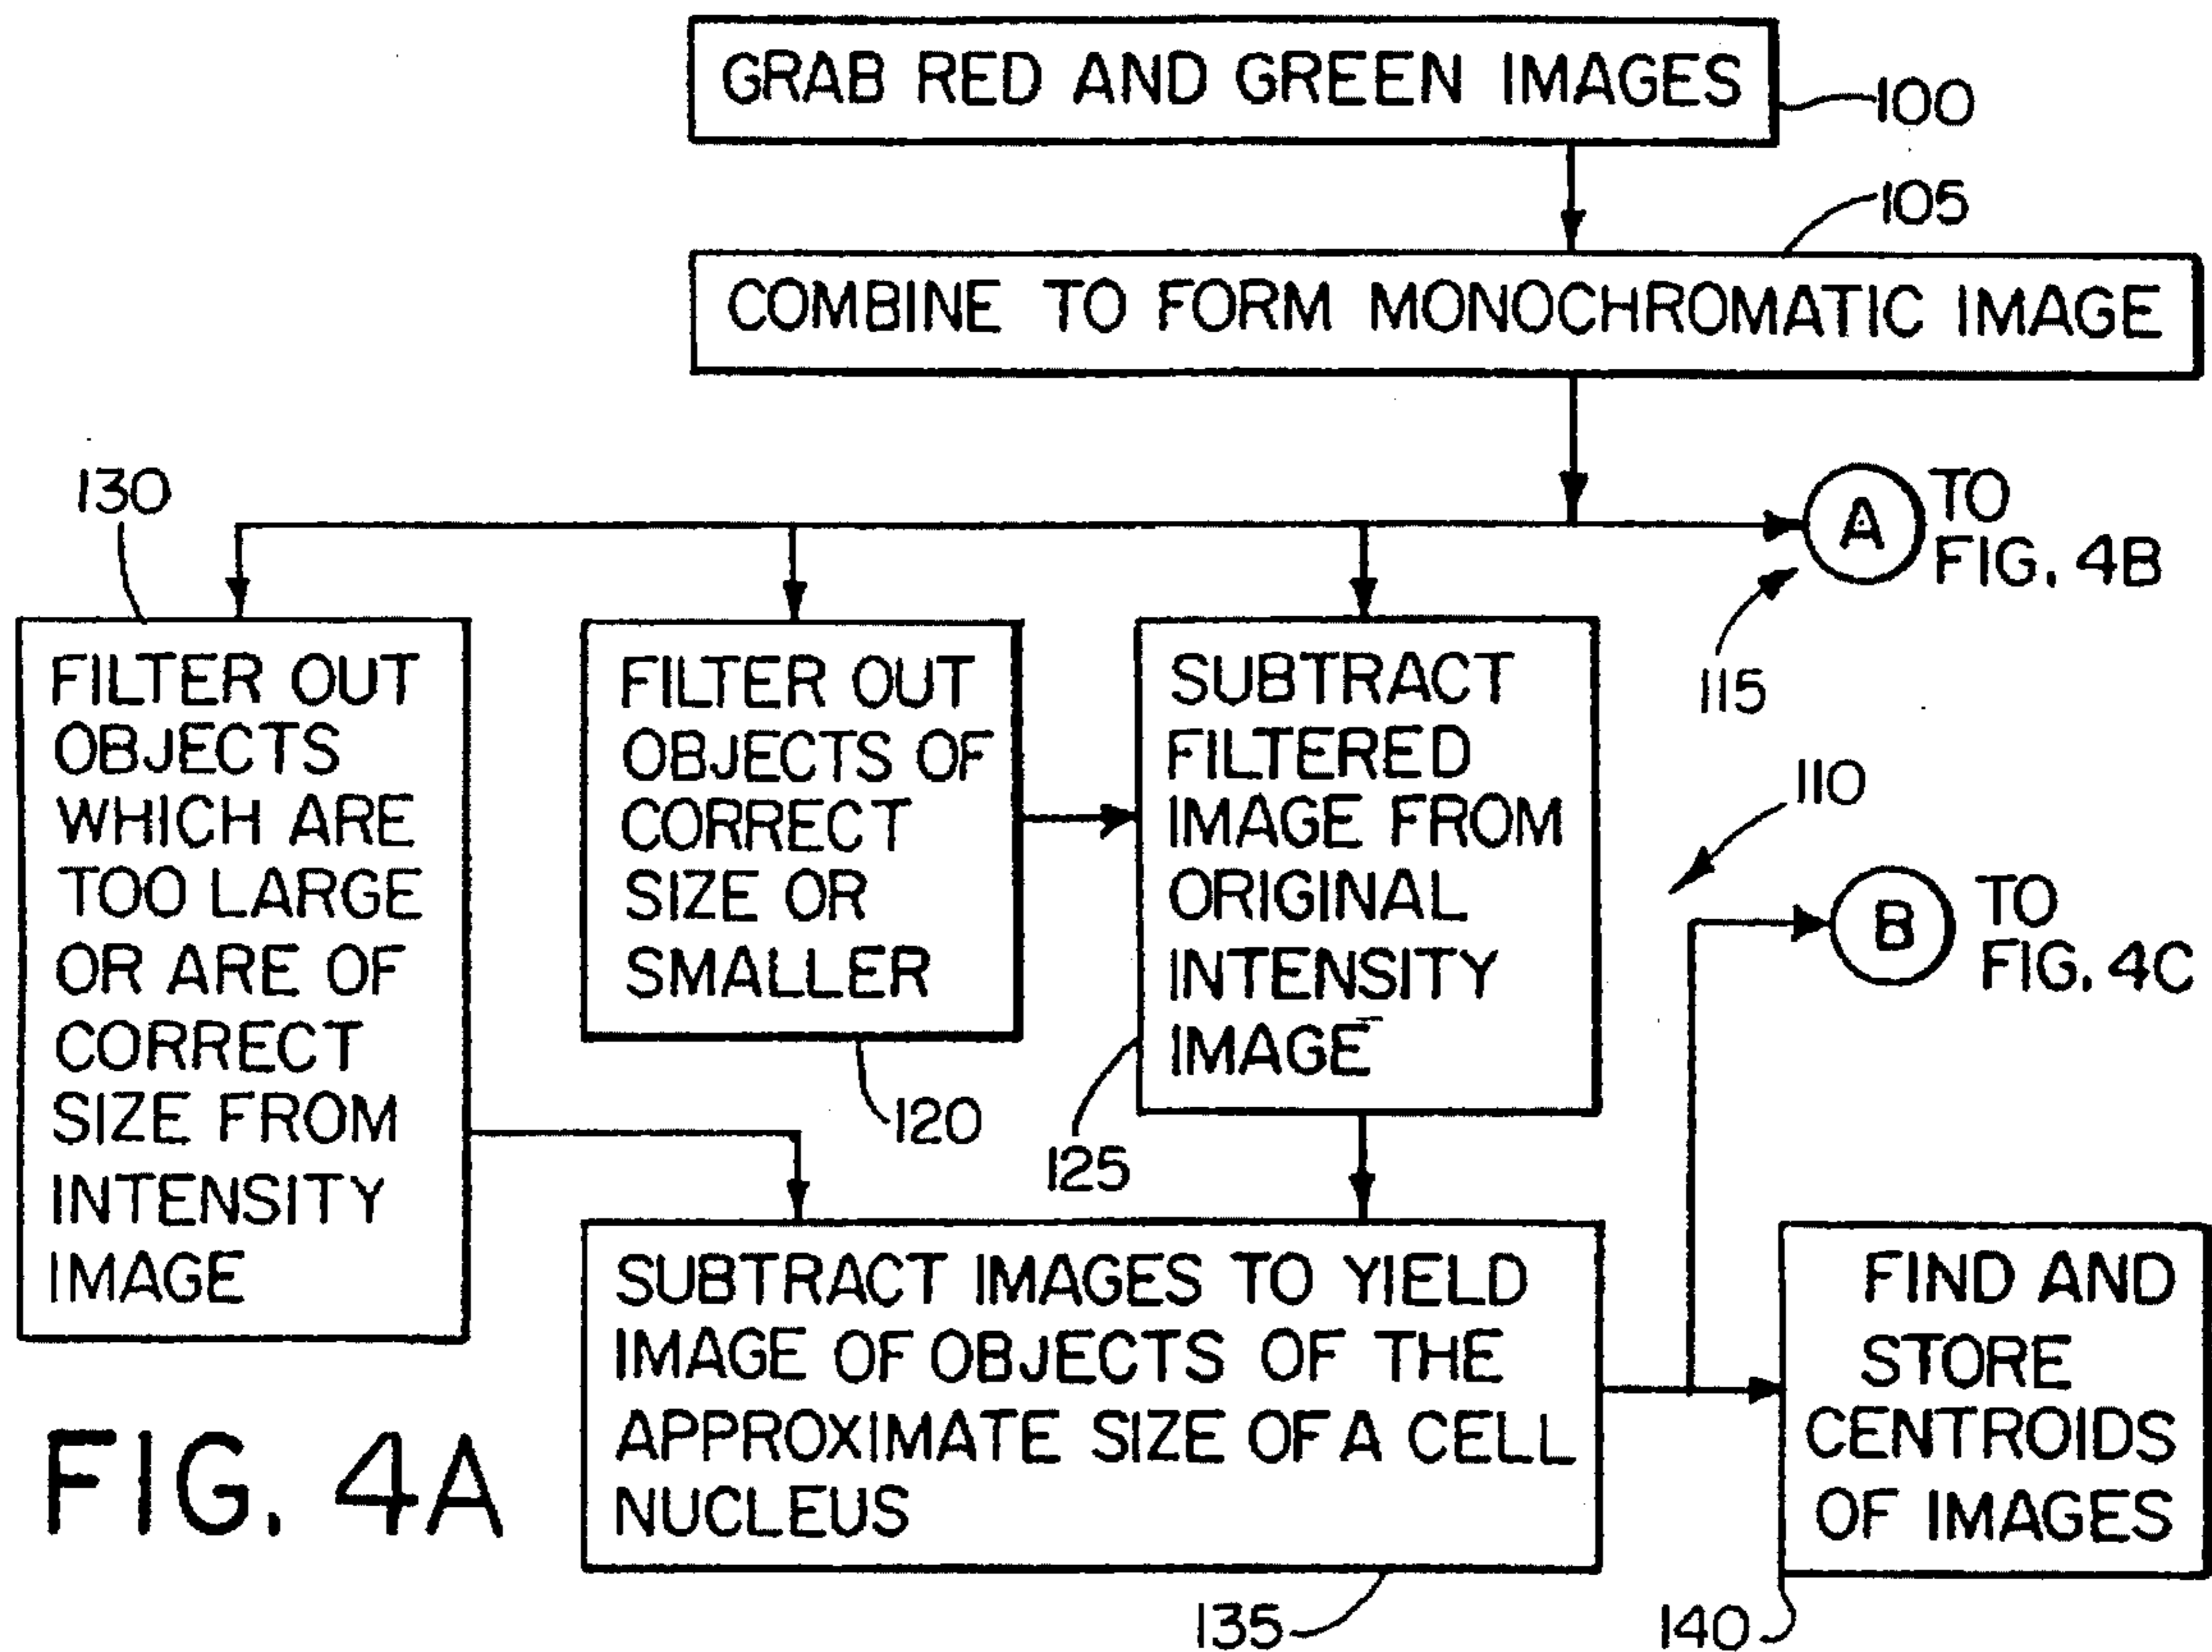 GRAB RED AND GREEN IMAGES
100
105
COMBINE TO FORM MONOCHROMATIC IMAGE
130
A
TO
FIG. 4B
115
FILTER OUT
OBJECTS
WHICH ARE
TOO LARGE
OR ARE OF
CORRECT
SIZE FROM
INTENSITY
IMAGE
FILTER OUT
OBJECTS OF
CORRECT
SIZE OR
SMALLER
120
SUBTRACT
FILTERED
IMAGE FROM
ORIGINAL
INTENSITY
IMAGE
125
110
B
TO
FIG. 4C
SUBTRACT IMAGES TO YIELD
IMAGE OF OBJECTS OF THE
APPROXIMATE SIZE OF A CELL
NUCLEUS
135
FIND AND
STORE
CENTROIDS
OF IMAGES
140
FIG. 4A